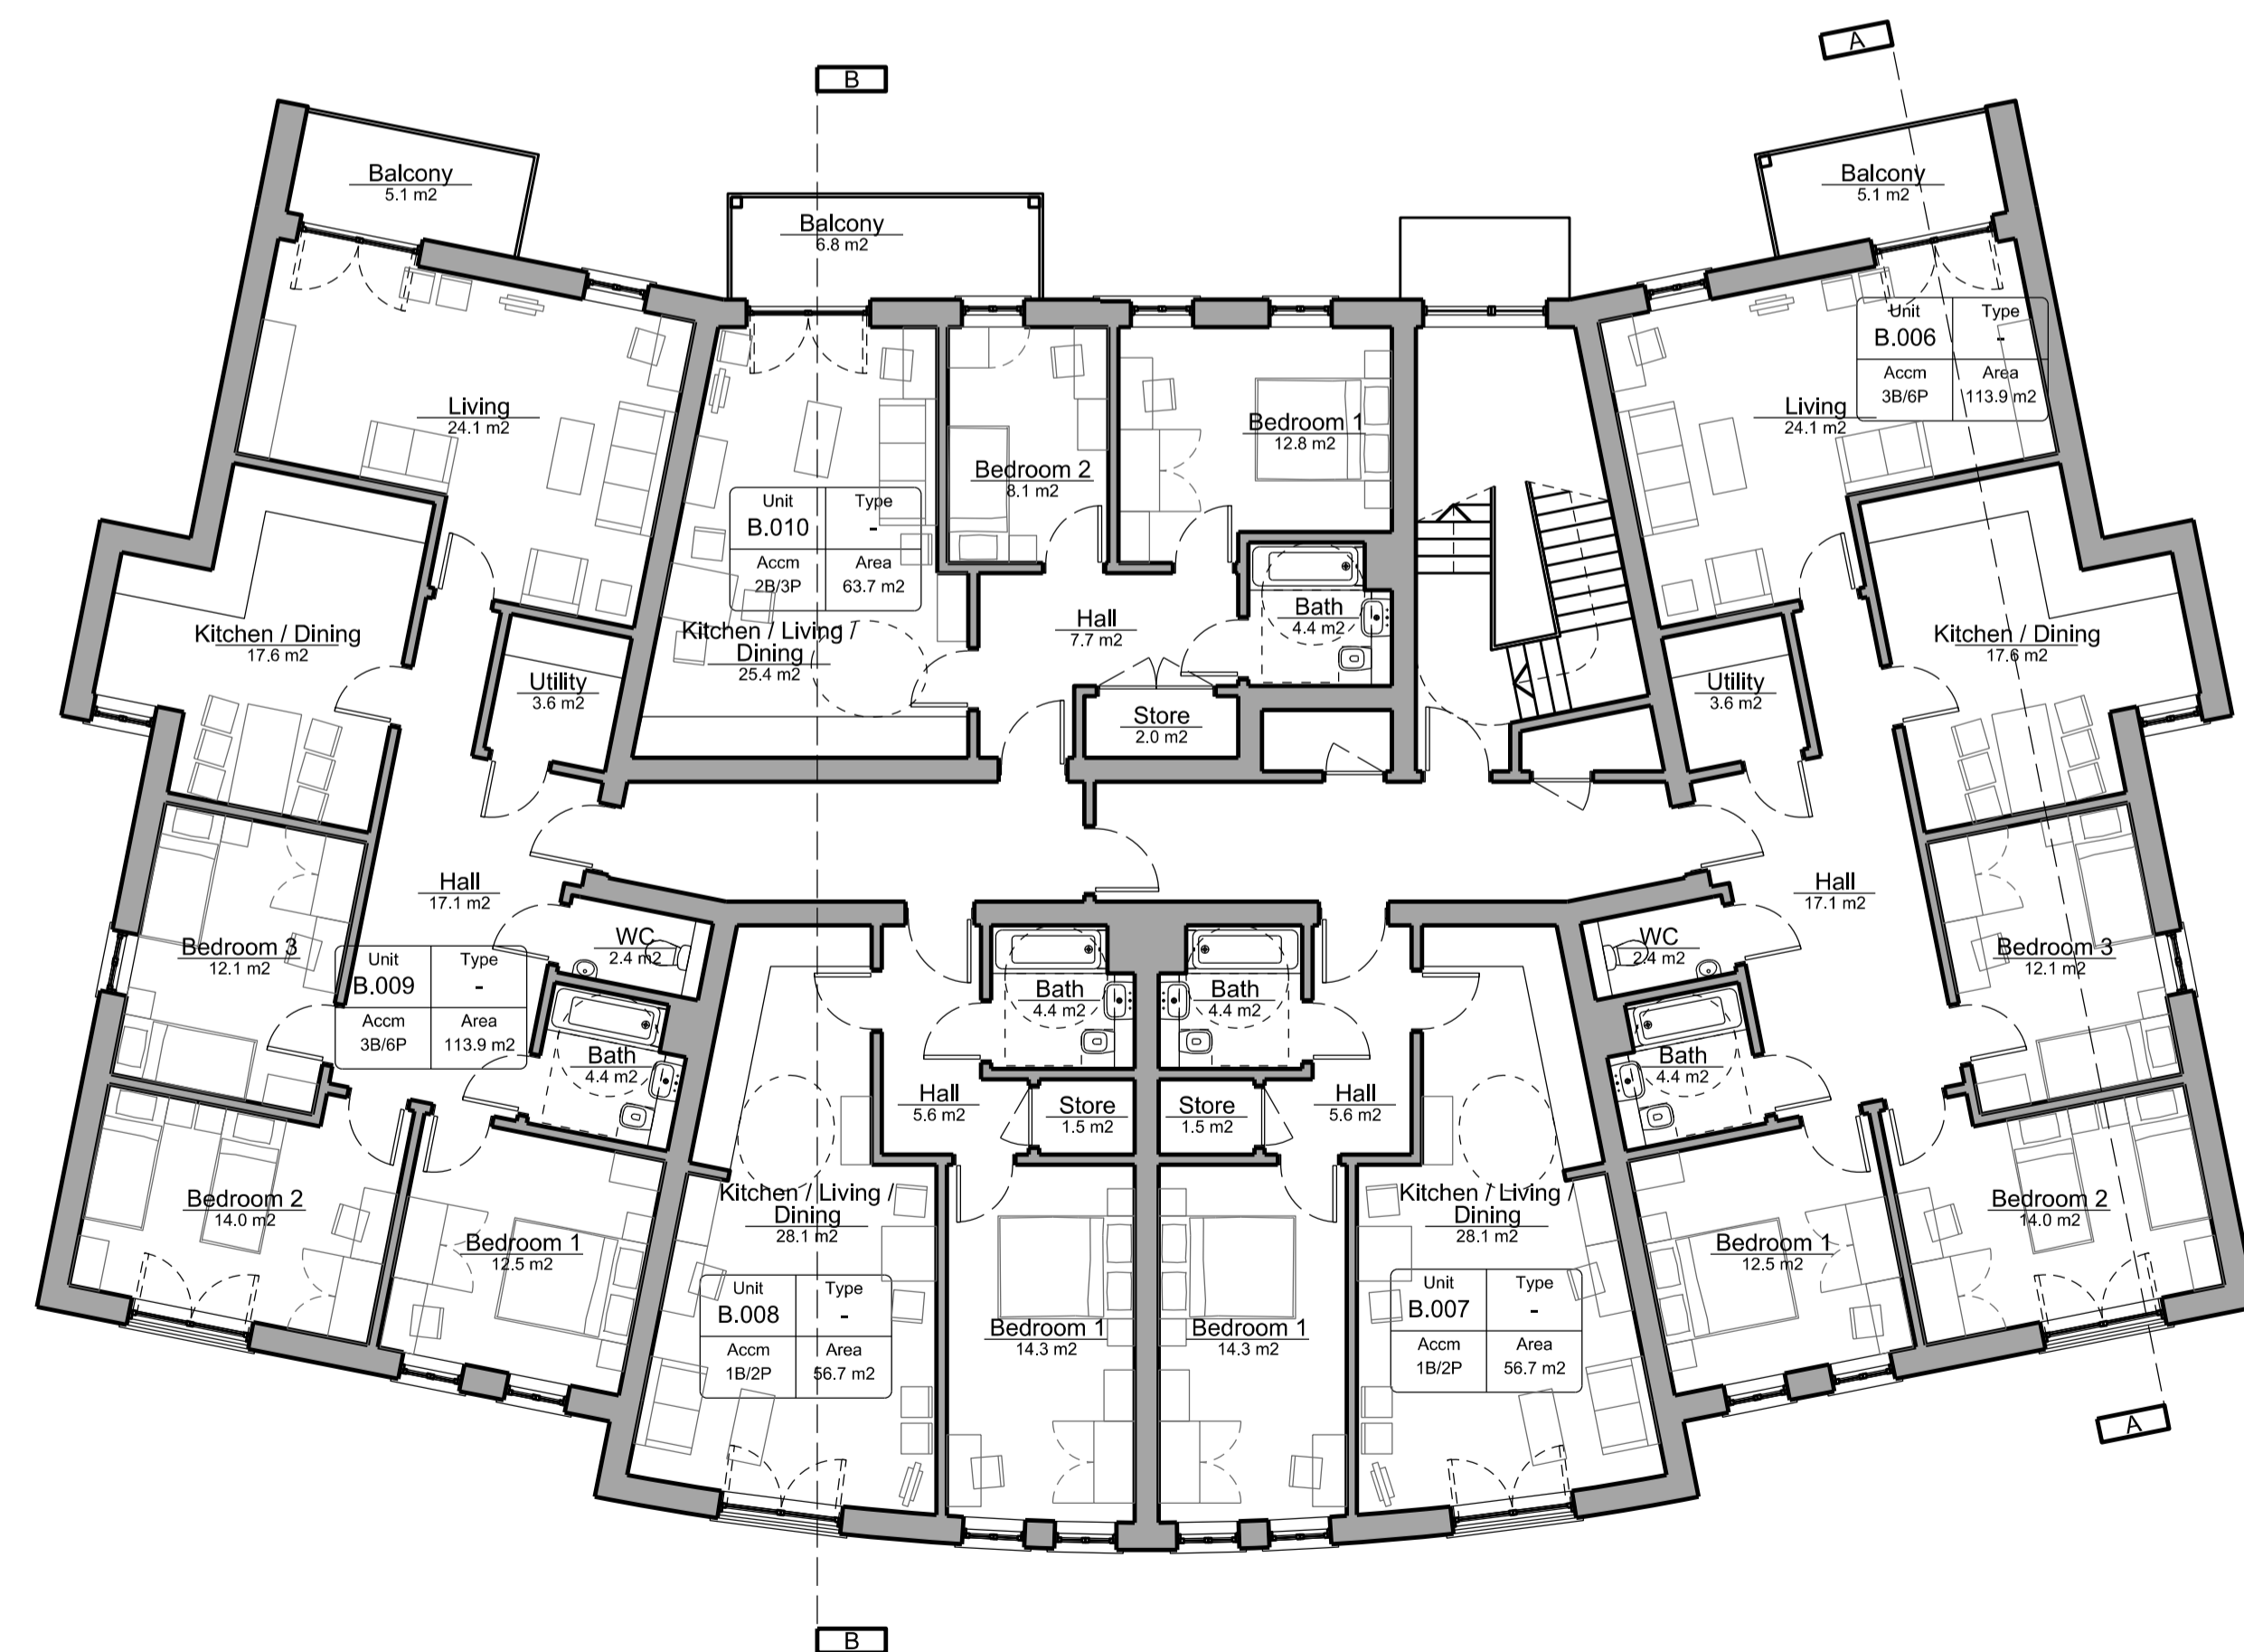 A
B
Balcony
5.1 m2
Balcony
6.8 m2
Balcony
5.1 m2
Living
24.1 m2
Unit
B.010
Type
-
Accm
2B/3P
Area
63.7 m2
Kitchen / Living /
Dining
25.4 m2
Bedroom 2
8.1 m2
Bedroom 1
12.8 m2
Unit
B.006
Type
-
Accm
3B/6P
Area
113.9 m2
Living
24.1 m2
Kitchen / Dining
17.6 m2
Utility
3.6 m2
Hall
7.7 m2
Bath
4.4 m2
Store
2.0 m2
Utility
3.6 m2
Kitchen / Dining
17.6 m2
Hall
17.1 m2
WC
2.4 m2
Bedroom 3
12.1 m2
Unit
B.009
Type
-
Accm
3B/6P
Area
113.9 m2
Bath
4.4 m2
Bedroom 2
14.0 m2
Bedroom 1
12.5 m2
Bath
4.4 m2
Bath
4.4 m2
Hall
5.6 m2
Store
1.5 m2
Store
1.5 m2
Hall
5.6 m2
Kitchen / Living /
Dining
28.1 m2
Unit
B.008
Type
-
Accm
1B/2P
Area
56.7 m2
Bedroom 1
14.3 m2
Bedroom 1
14.3 m2
Kitchen / Living /
Dining
28.1 m2
Unit
B.007
Type
-
Accm
1B/2P
Area
56.7 m2
Hall
17.1 m2
WC
2.4 m2
Bedroom 3
12.1 m2
Bath
4.4 m2
Bedroom 1
12.5 m2
Bedroom 2
14.0 m2
A
B